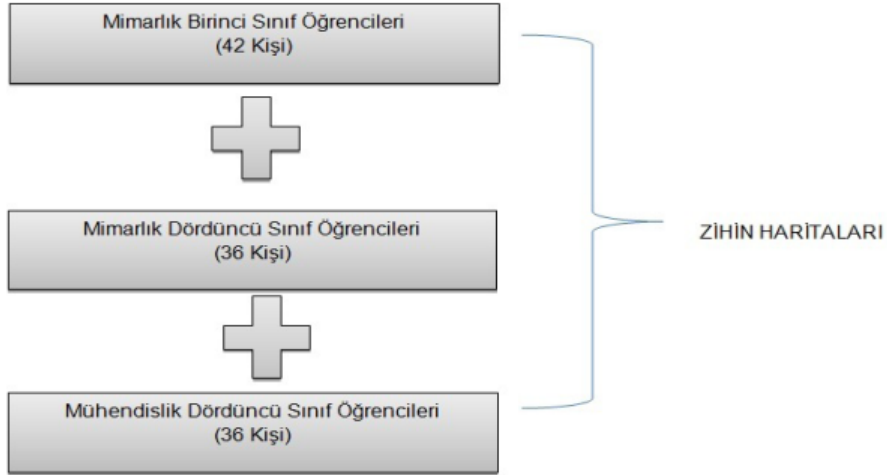 Mimarlık Birinci Sınıf Öğrencileri
(42 Kişi)
Mimarlık Dördüncü Sınıf Öğrencileri
(36 Kişi)
ZİHİN HARİTALARI
Mühendislik Dördüncü Sınıf Öğrencileri
(36 Kişi)